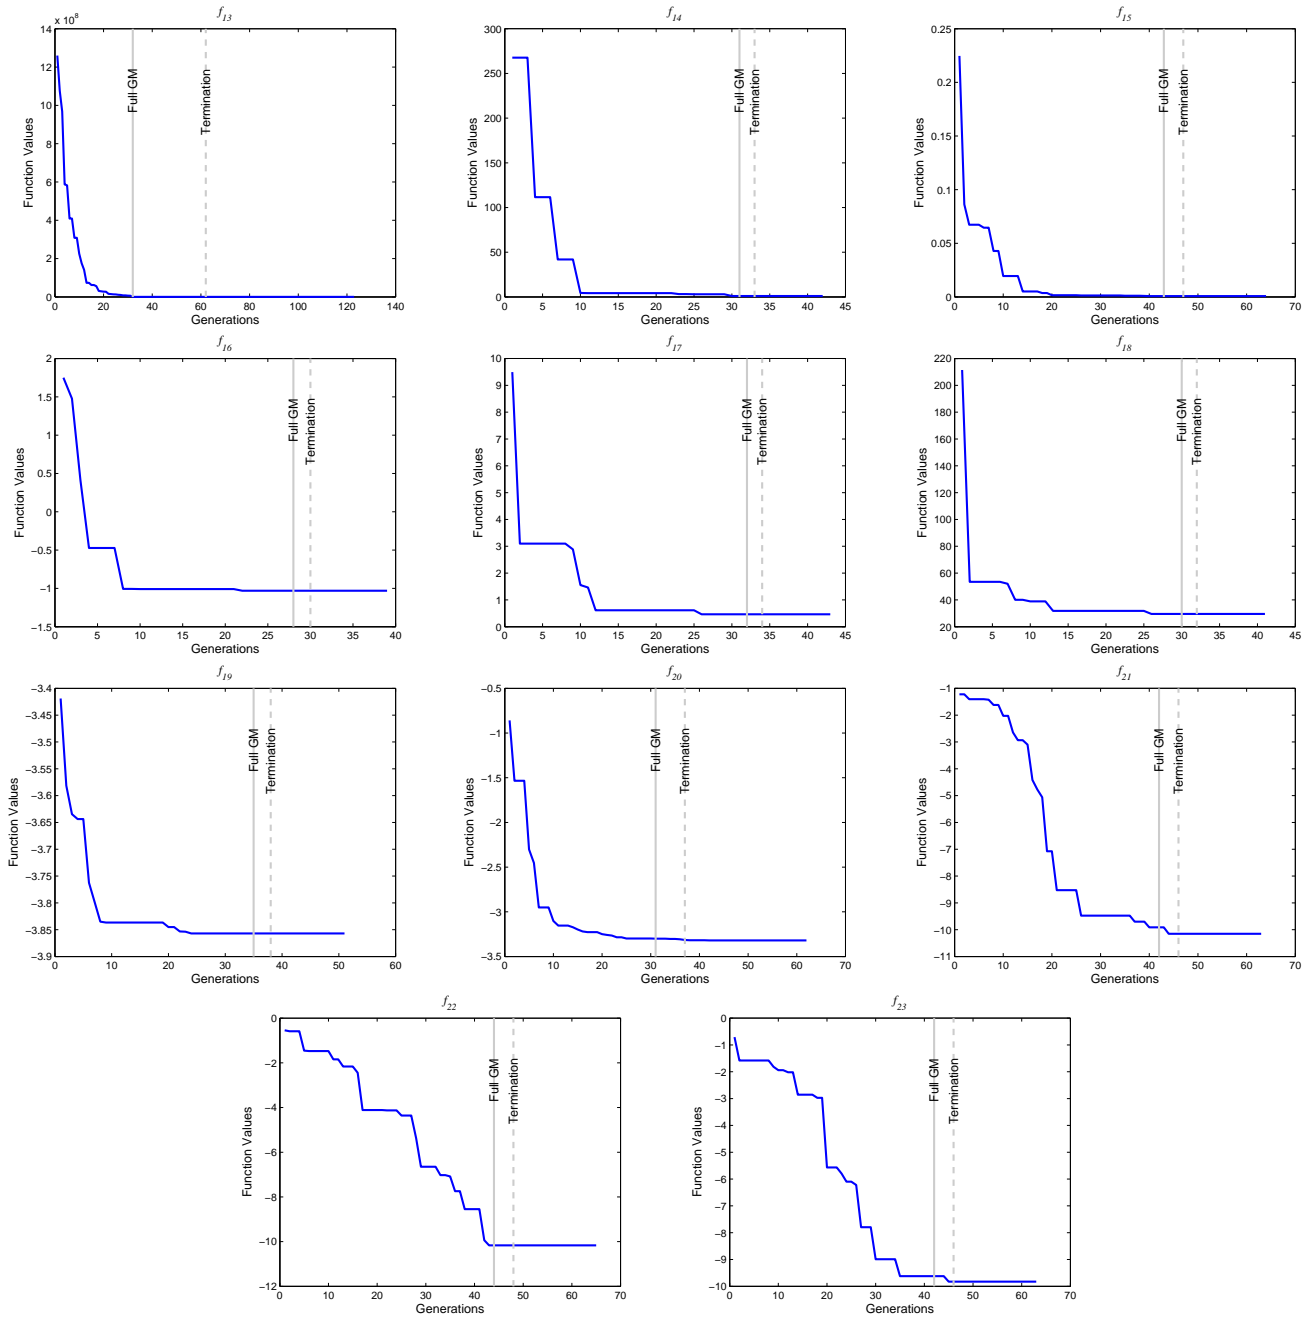 f13
x 10^8
14
12
10
8
6
4
2
0
0 20 40 60 80 100 120 140
Function Values
Generations
Full GM
Termination
f14
300
250
200
150
100
50
0
0 5 10 15 20 25 30 35 40 45
Function Values
Generations
Full GM
Termination
f15
0.25
0.2
0.15
0.1
0.05
0
0 10 20 30 40 50 60 70
Function Values
Generations
Full GM
Termination
f16
2
1.5
1
0.5
0
−0.5
−1
−1.5
0 5 10 15 20 25 30 35 40
Function Values
Generations
Full GM
Termination
f17
10
9
8
7
6
5
4
3
2
1
0
0 5 10 15 20 25 30 35 40 45
Function Values
Generations
Full GM
Termination
f18
220
200
180
160
140
120
100
80
60
40
20
0 5 10 15 20 25 30 35 40 45
Function Values
Generations
Full GM
Termination
f19
−3.4
−3.45
−3.5
−3.55
−3.6
−3.65
−3.7
−3.75
−3.8
−3.85
−3.9
0 10 20 30 40 50 60
Function Values
Generations
Full GM
Termination
f20
−0.5
−1
−1.5
−2
−2.5
−3
−3.5
0 10 20 30 40 50 60 70
Function Values
Generations
Full GM
Termination
f21
−1
−2
−3
−4
−5
−6
−7
−8
−9
−10
−11
0 10 20 30 40 50 60 70
Function Values
Generations
Full GM
Termination
f22
0
−2
−4
−6
−8
−10
−12
0 10 20 30 40 50 60 70
Function Values
Generations
Full GM
Termination
f23
0
−1
−2
−3
−4
−5
−6
−7
−8
−9
−10
0 10 20 30 40 50 60 70
Function Values
Generations
Full GM
Termination